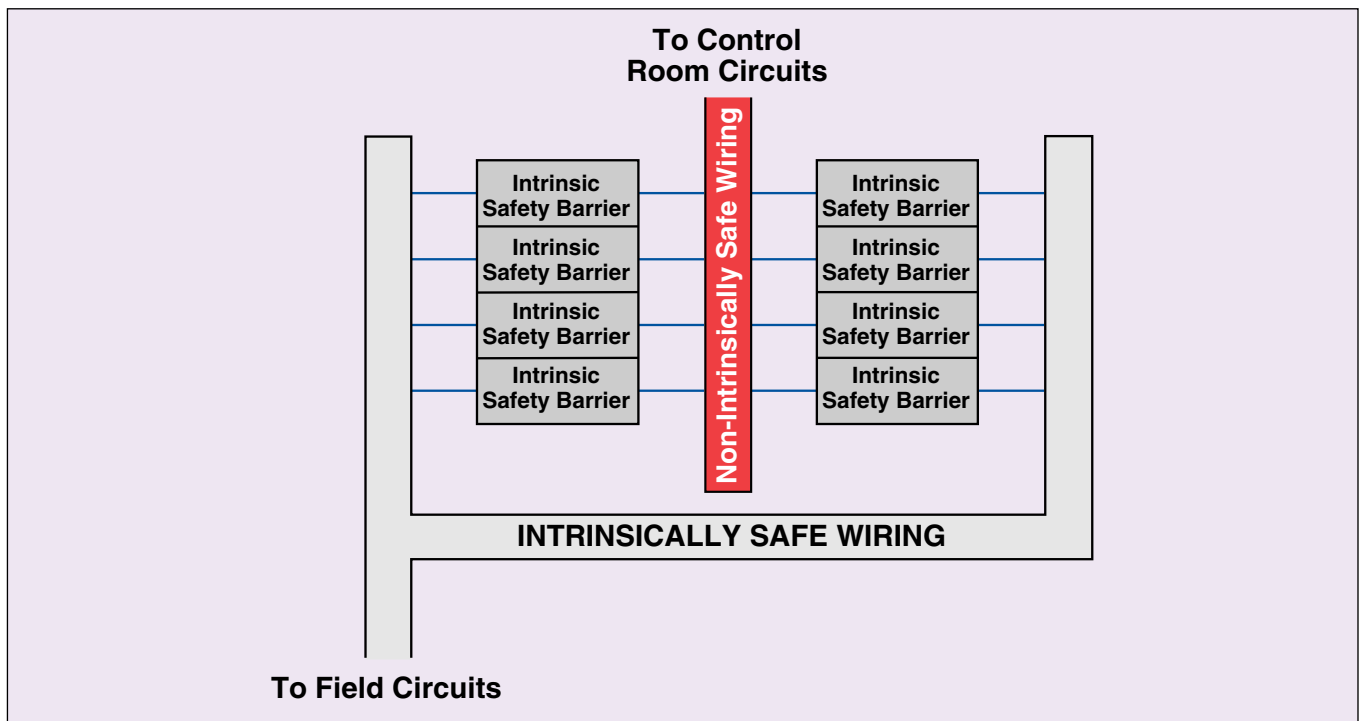 To Control
Room Circuits
Intrinsic
Safety Barrier
Intrinsic
Safety Barrier
Intrinsic
Safety Barrier
Intrinsic
Safety Barrier
Non-Intrinsically Safe Wiring
Intrinsic
Safety Barrier
Intrinsic
Safety Barrier
Intrinsic
Safety Barrier
Intrinsic
Safety Barrier
INTRINSICALLY SAFE WIRING
To Field Circuits